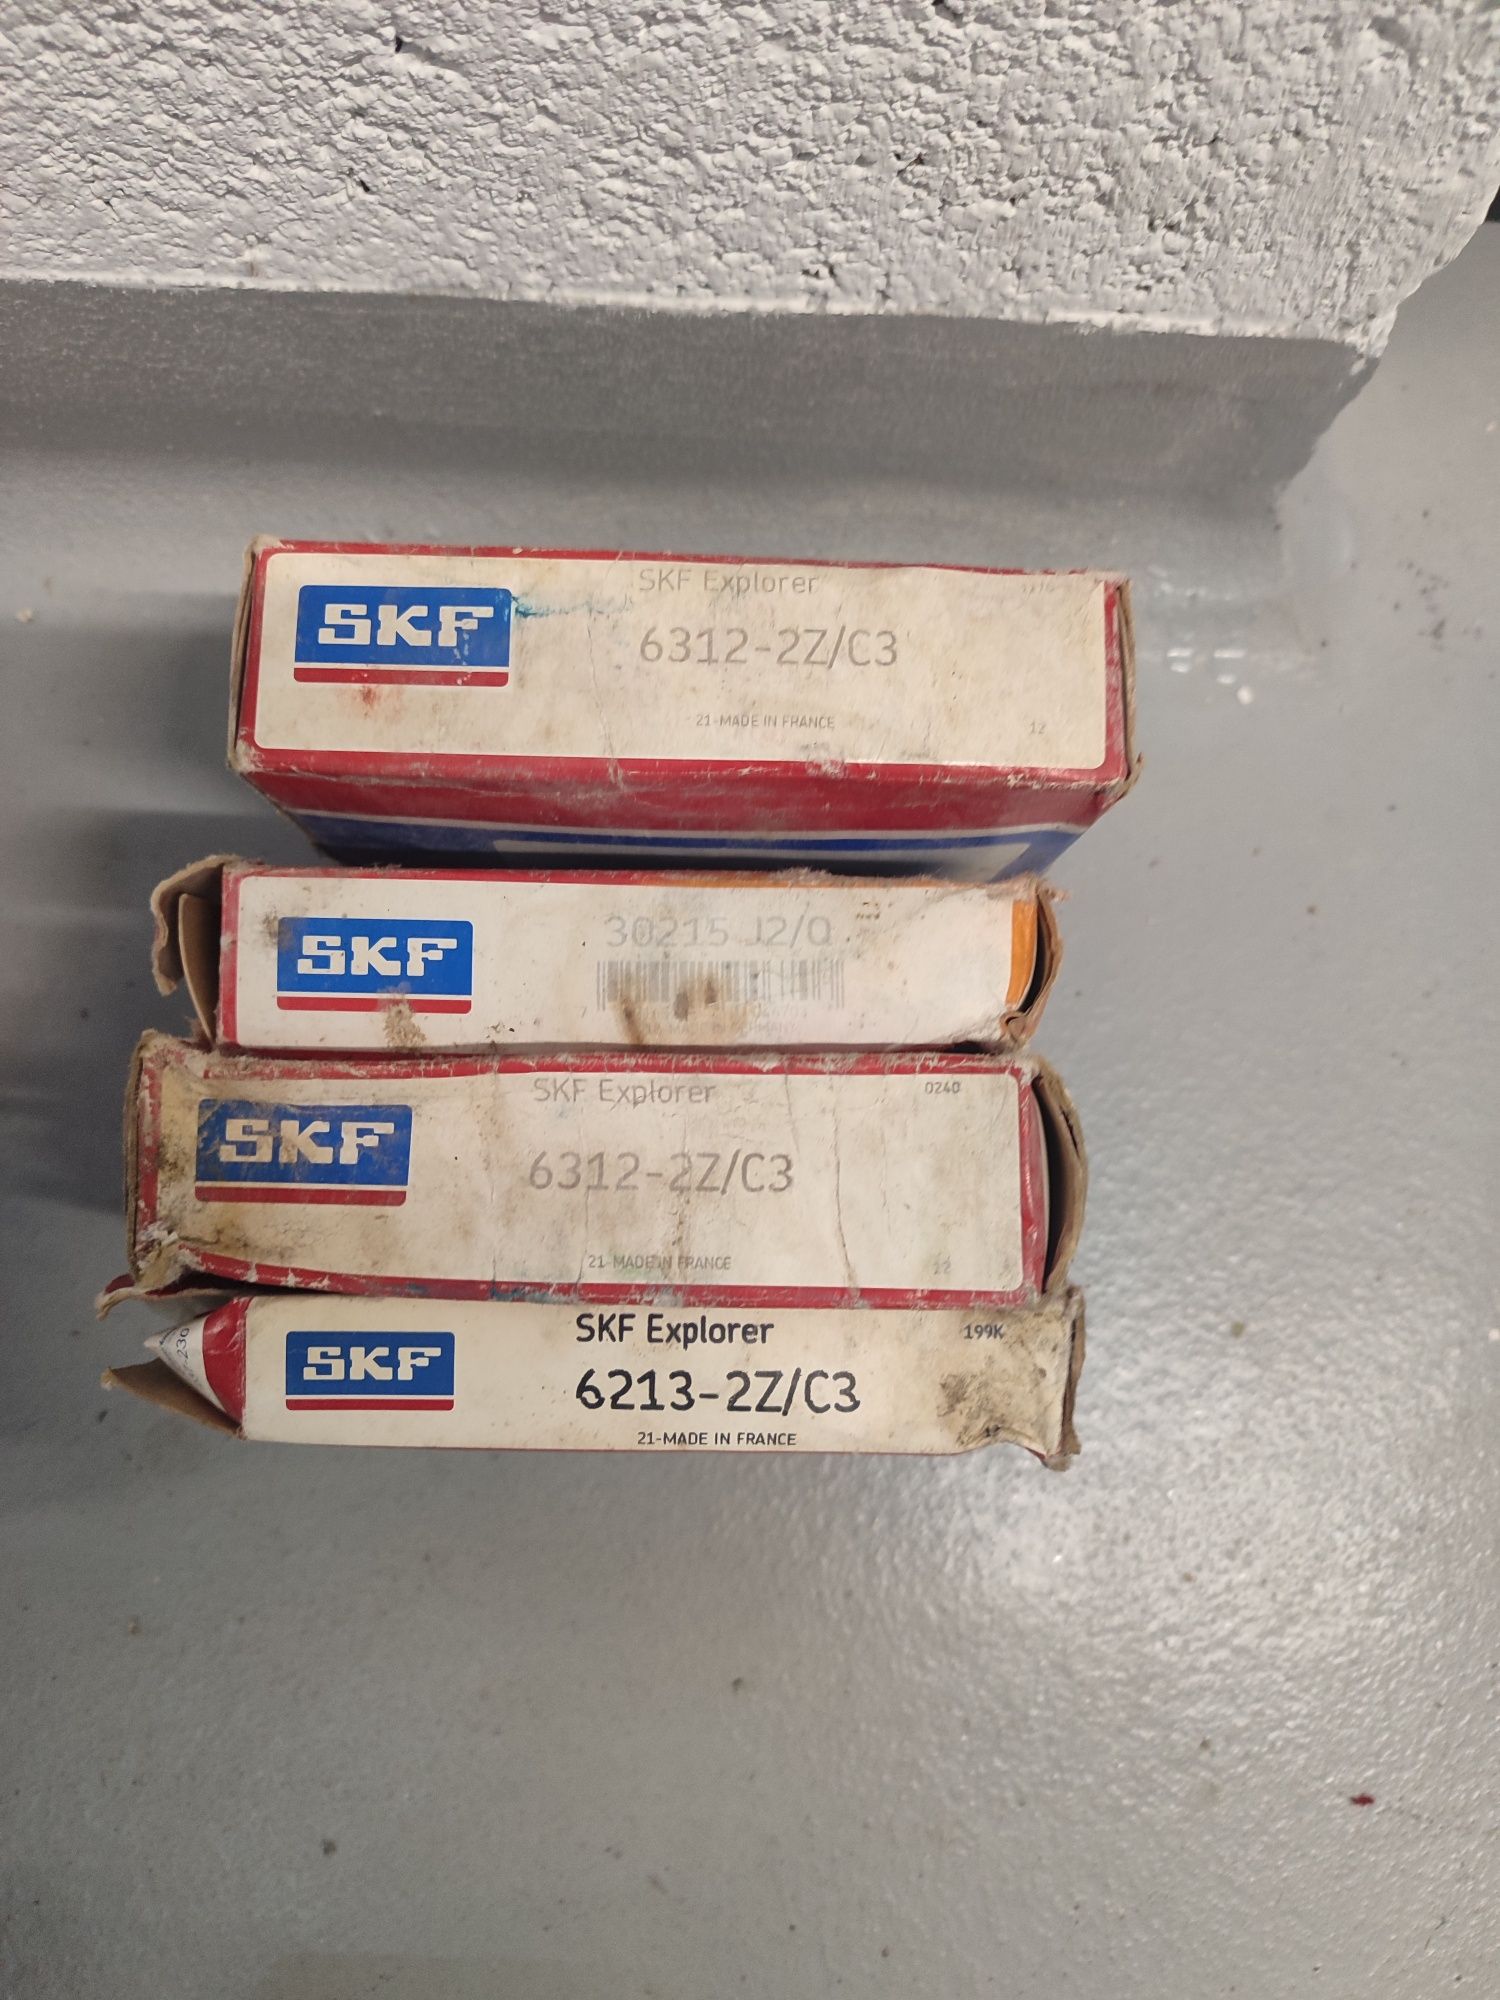 SKF
SKF Explorer
6312-2Z/C3
21-MADE IN FRANCE
12
SKF
30215 J2/Q
7
SKF
SKF Explorer
0240
6312-2Z/C3
21-MADE IN FRANCE
12
SKF
SKF Explorer
199K
6213-2Z/C3
21-MADE IN FRANCE